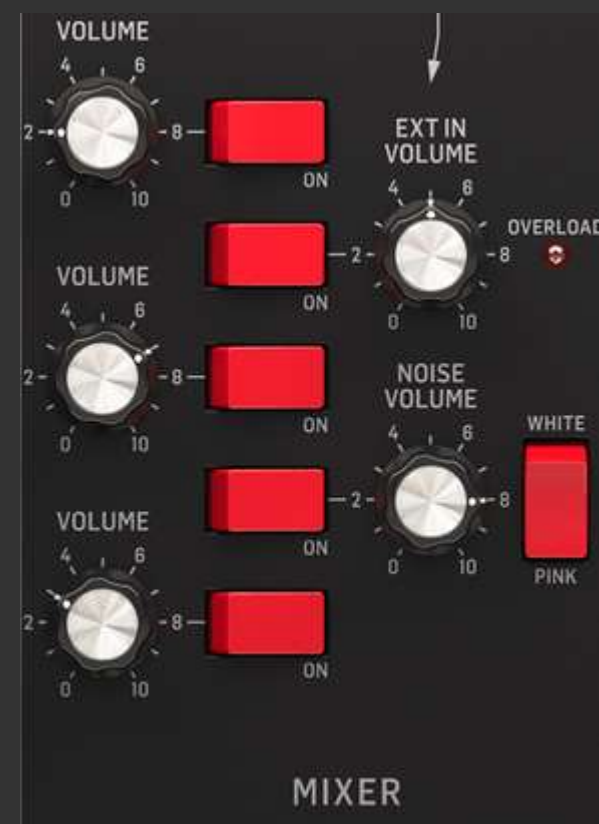 VOLUME
4 6
2 8
0 10
ON
EXT IN
VOLUME
4 6
2 8
0 10
OVERLOAD
ON
VOLUME
4 6
2 8
0 10
ON
NOISE
VOLUME
4 6
2 8
0 10
WHITE
PINK
ON
VOLUME
4 6
2 8
0 10
ON
MIXER